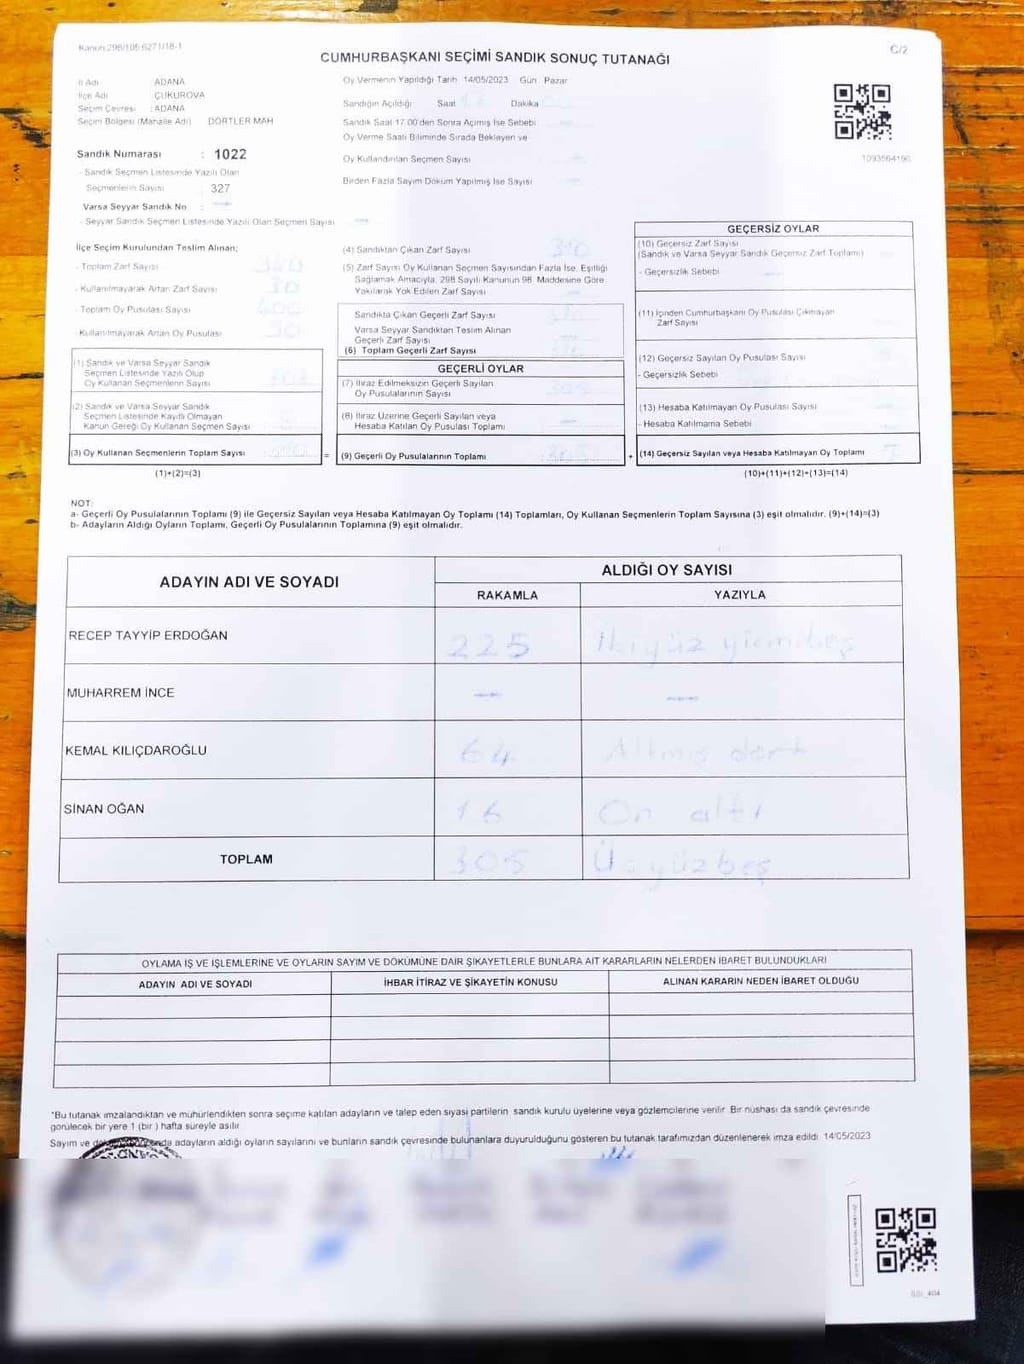 Kanun 298/105 6271/18-1
C/2
CUMHURBAŞKANI SEÇİMİ SANDIK SONUÇ TUTANAĞI
İl Adı ADANA
İlçe Adı ÇUKUROVA
Seçim Çevresi : ADANA
Seçim Bölgesi (Mahalle Adı) DÖRTLER MAH
Sandık Numarası : 1022
- Sandık Seçmen Listesinde Yazılı Olan
Seçmenlerin Sayısı : 327
Varsa Seyyar Sandık No —
- Seyyar Sandık Seçmen Listesinde Yazılı Olan Seçmen Sayısı —
Oy Vermenin Yapıldığı Tarih 14/05/2023 Gün Pazar
Sandığın Açıldığı Saat Dakika
Sandık Saat 17.00'den Sonra Açılmış İse Sebebi
Oy Verme Saati Bitiminde Sırada Bekleyen ve
Oy Kullandırılan Seçmen Sayısı
Birden Fazla Sayım Döküm Yapılmış İse Sayısı
1093564196
İlçe Seçim Kurulundan Teslim Alınan;
- Toplam Zarf Sayısı 340
- Kullanılmayarak Artan Zarf Sayısı 30
- Toplam Oy Pusulası Sayısı 400
- Kullanılmayarak Artan Oy Pusulası 90
(1) Sandık ve Varsa Seyyar Sandık
Seçmen Listesinde Yazılı Olup
Oy Kullanan Seçmenlerin Sayısı
(2) Sandık ve Varsa Seyyar Sandık
Seçmen Listesinde Kayıtlı Olmayan
Kanun Gereği Oy Kullanan Seçmen Sayısı
(3) Oy Kullanan Seçmenlerin Toplam Sayısı =
(1)+(2)=(3)
(4) Sandıktan Çıkan Zarf Sayısı 310
(5) Zarf Sayısı Oy Kullanan Seçmen Sayısından Fazla İse, Eşitliği
Sağlamak Amacıyla, 298 Sayılı Kanunun 98. Maddesine Göre
Yakılarak Yok Edilen Zarf Sayısı —
Sandıkta Çıkan Geçerli Zarf Sayısı 310
Varsa Seyyar Sandıktan Teslim Alınan
Geçerli Zarf Sayısı —
(6) Toplam Geçerli Zarf Sayısı 310
GEÇERLİ OYLAR
(7) İtiraz Edilmeksizin Geçerli Sayılan
Oy Pusulalarının Sayısı 305
(8) İtiraz Üzerine Geçerli Sayılan veya
Hesaba Katılan Oy Pusulası Toplamı —
(9) Geçerli Oy Pusulalarının Toplamı 305 +
GEÇERSİZ OYLAR
(10) Geçersiz Zarf Sayısı
(Sandık ve Varsa Seyyar Sandık Geçersiz Zarf Toplamı)
- Geçersizlik Sebebi —
(11) İçinden Cumhurbaşkanı Oy Pusulası Çıkmayan
Zarf Sayısı
(12) Geçersiz Sayılan Oy Pusulası Sayısı
- Geçersizlik Sebebi
(13) Hesaba Katılmayan Oy Pusulası Sayısı
- Hesaba Katılmama Sebebi
(14) Geçersiz Sayılan veya Hesaba Katılmayan Oy Toplamı
(10)+(11)+(12)+(13)=(14)
NOT:
a- Geçerli Oy Pusulalarının Toplamı (9) ile Geçersiz Sayılan veya Hesaba Katılmayan Oy Toplamı (14) Toplamları, Oy Kullanan Seçmenlerin Toplam Sayısına (3) eşit olmalıdır. (9)+(14)=(3)
b- Adayların Aldığı Oyların Toplamı, Geçerli Oy Pusulalarının Toplamına (9) eşit olmalıdır.
ADAYIN ADI VE SOYADI ALDIĞI OY SAYISI
RAKAMLA YAZIYLA
RECEP TAYYİP ERDOĞAN 225 İkiyüz yirmibeş
MUHARREM İNCE — —
KEMAL KILIÇDAROĞLU 64 Altmış dört
SİNAN OĞAN 16 On altı
TOPLAM 305 Üçyüzbeş
OYLAMA İŞ VE İŞLEMLERİNE VE OYLARIN SAYIM VE DÖKÜMÜNE DAİR ŞİKAYETLERLE BUNLARA AİT KARARLARIN NELERDEN İBARET BULUNDUKLARI
ADAYIN ADI VE SOYADI İHBAR İTİRAZ VE ŞİKAYETİN KONUSU ALINAN KARARIN NEDEN İBARET OLDUĞU
*Bu tutanak imzalandıktan ve mühürlendikten sonra seçime katılan adayların ve talep eden siyasi partilerin sandık kurulu üyelerine veya gözlemcilerine verilir. Bir nüshası da sandık çevresinde
görülecek bir yere 1 (bir) hafta süreyle asılır.
Sayım ve adayların aldığı oyların sayılarını ve bunların sandık çevresinde bulunanlara duyurulduğunu gösteren bu tutanak tarafımızdan düzenlenerek imza edildi. 14/05/2023